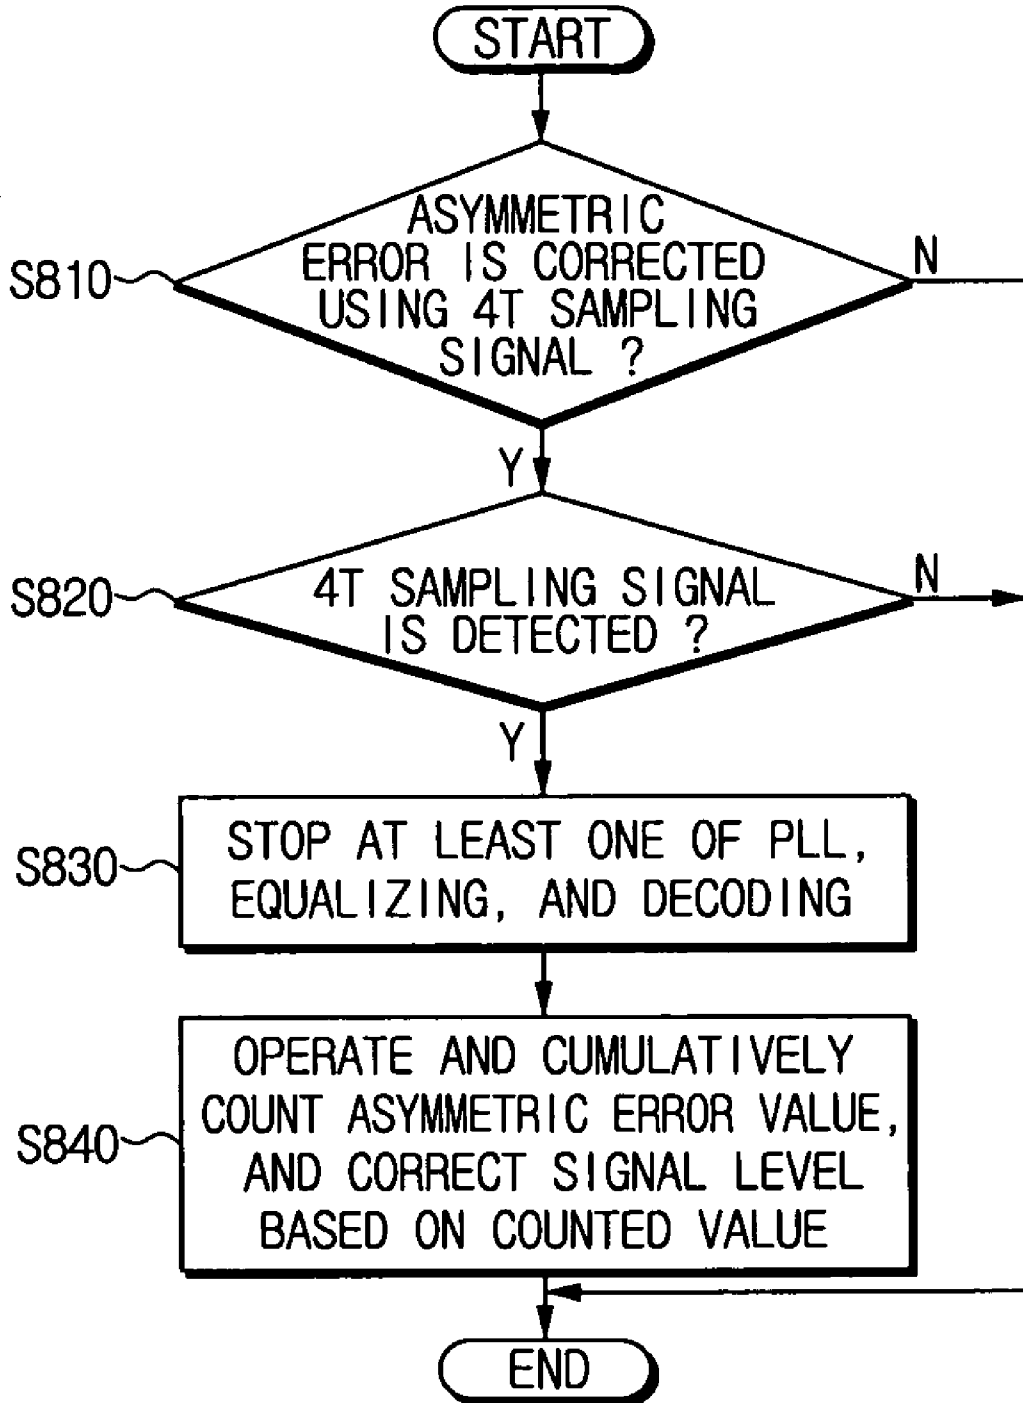 START
S810
ASYMMETRIC
ERROR IS CORRECTED
USING 4T SAMPLING
SIGNAL ?
N
Y
S820
4T SAMPLING SIGNAL
IS DETECTED ?
N
Y
S830
STOP AT LEAST ONE OF PLL,
EQUALIZING, AND DECODING
S840
OPERATE AND CUMULATIVELY
COUNT ASYMMETRIC ERROR VALUE,
AND CORRECT SIGNAL LEVEL
BASED ON COUNTED VALUE
END